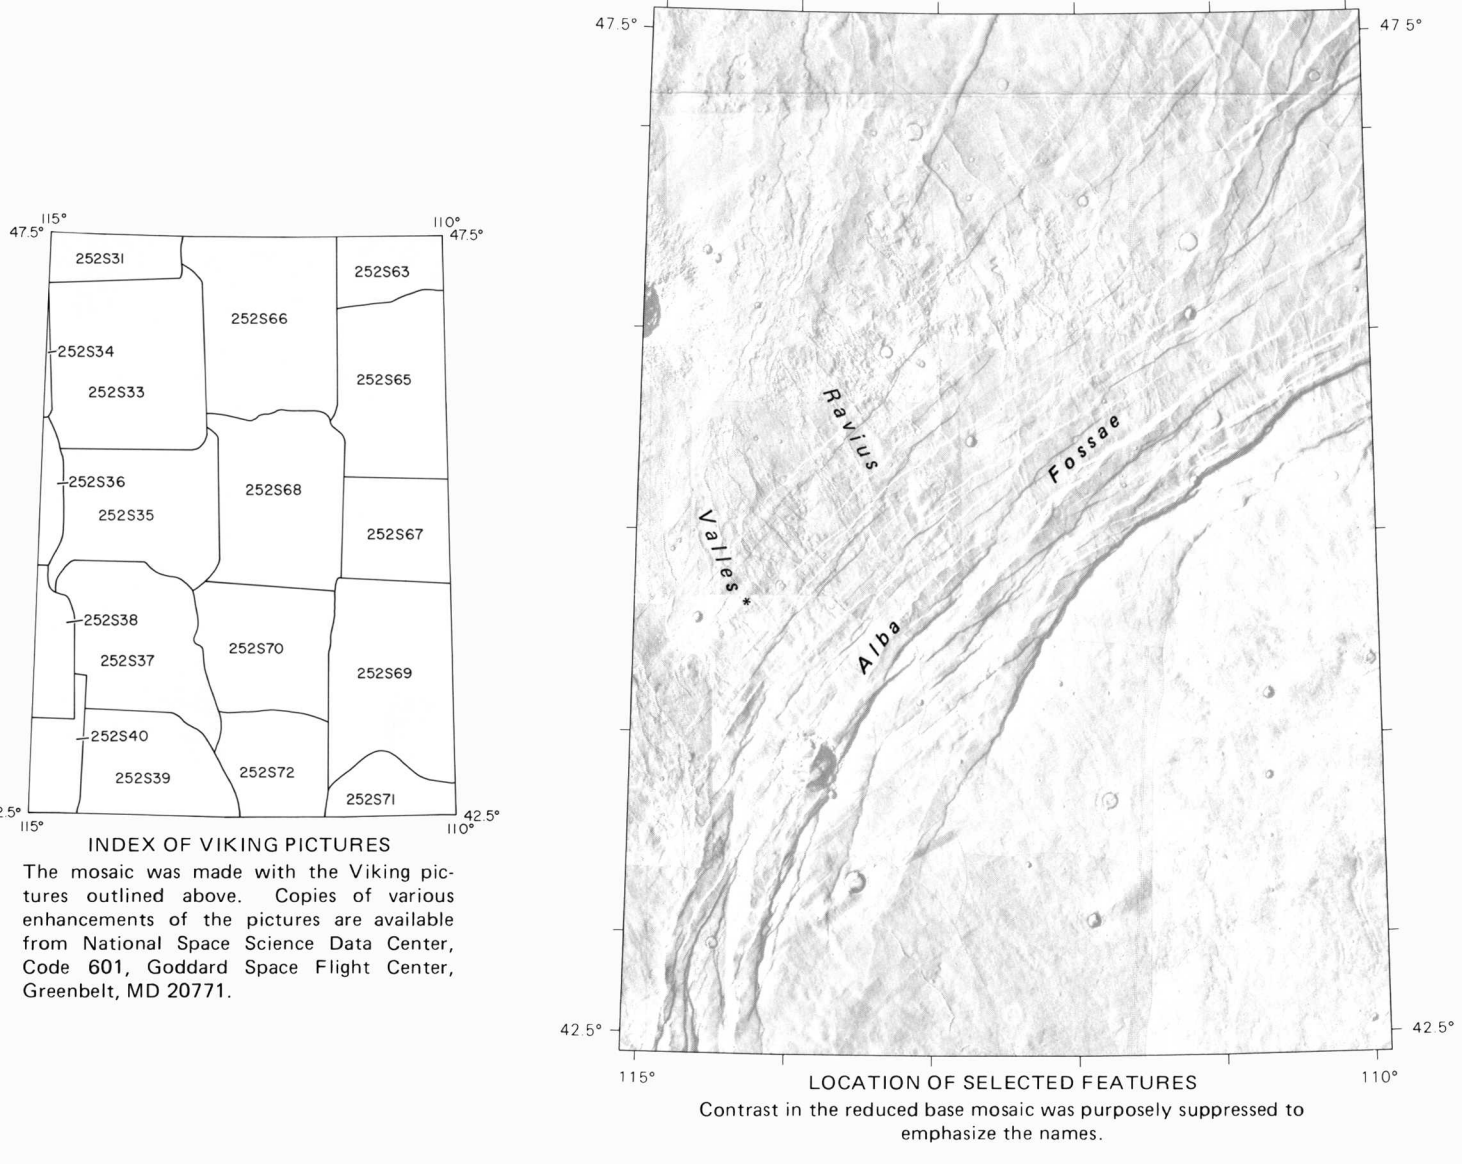 115°
110°
47.5°
47.5°
252S31
252S63
252S66
252S34
252S33
252S65
252S36
252S35
252S68
252S67
252S38
252S37
252S70
252S69
252S40
252S39
252S72
252S71
2.5°
42.5°
115°
110°
INDEX OF VIKING PICTURES
The mosaic was made with the Viking pic-
tures outlined above. Copies of various
enhancements of the pictures are available
from National Space Science Data Center,
Code 601, Goddard Space Flight Center,
Greenbelt, MD 20771.
47.5°
47 5°
Ravius
Fossae
Valles*
Alba
42.5°
42.5°
115°
110°
LOCATION OF SELECTED FEATURES
Contrast in the reduced base mosaic was purposely suppressed to
emphasize the names.